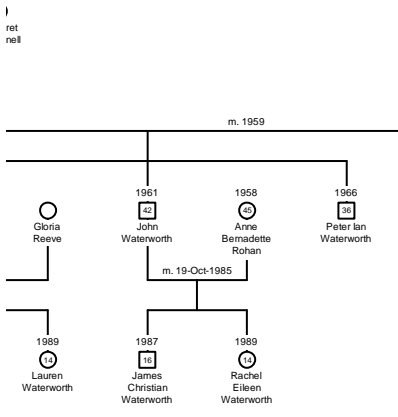 ret
nell
m. 1959
1961
1958
1966
42
45
36
Gloria
Reeve
John
Waterworth
Anne
Bernadette
Rohan
Peter Ian
Waterworth
m. 19-Oct-1985
1989
1987
1989
14
16
14
Lauren
Waterworth
James
Christian
Waterworth
Rachel
Eileen
Waterworth